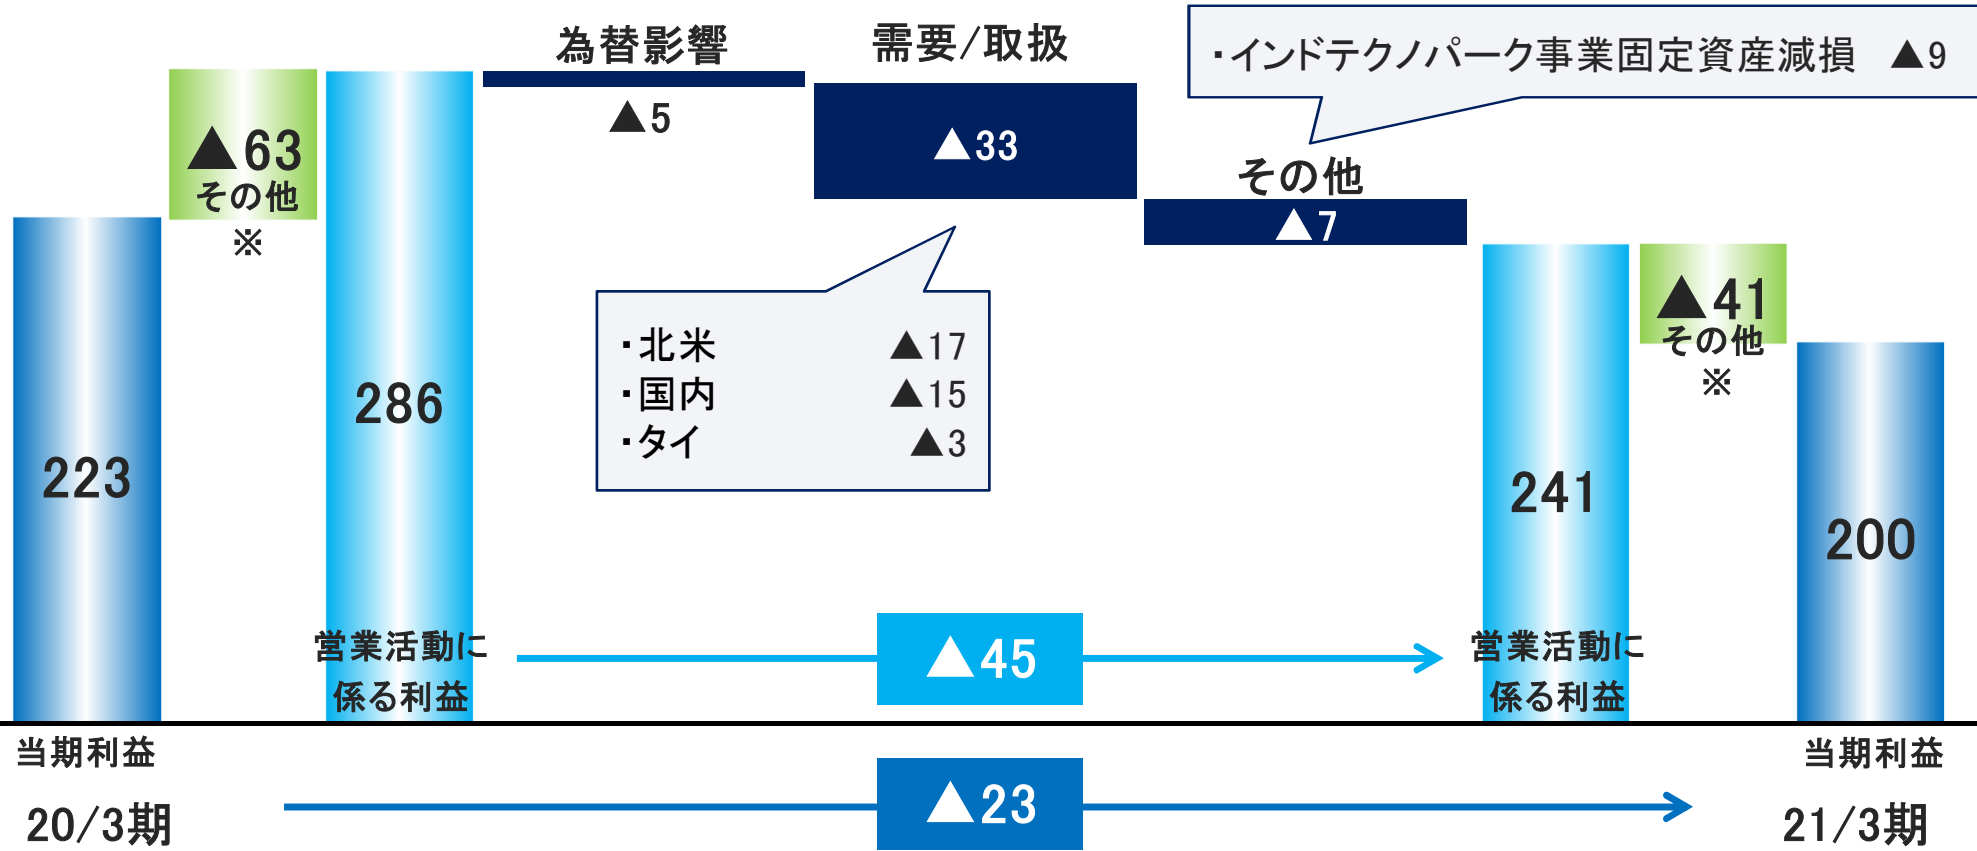 為替影響
▲5
需要/取扱
▲33
・インドテクノパーク事業固定資産減損 ▲9
その他
▲7
▲63
その他
※
223
286
営業活動に
係る利益
・北米 ▲17
・国内 ▲15
・タイ ▲3
241
営業活動に
係る利益
▲41
その他
※
200
▲45
当期利益
当期利益
20/3期
▲23
21/3期